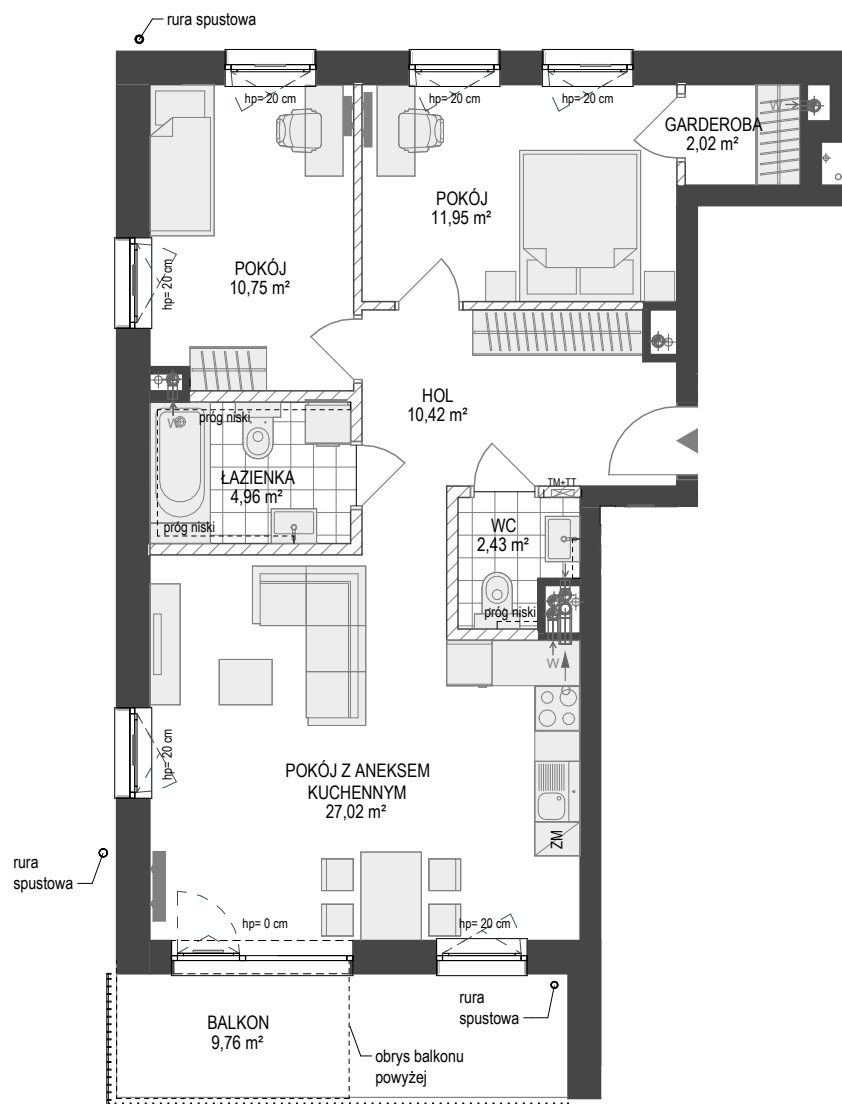 rura spustowa
hp= 20 cm
hp= 20 cm
hp= 20 cm
W
GARDEROBA
2,02 m²
POKÓJ
11,95 m²
POKÓJ
10,75 m²
hp= 20 cm
HOL
10,42 m²
W
próg niski
ŁAZIENKA
4,96 m²
próg niski
TM+TT
WC
2,43 m²
próg niski
W
hp= 20 cm
POKÓJ Z ANEKSEM
KUCHENNYM
27,02 m²
ZM
rura
spustowa
hp= 0 cm
hp= 20 cm
rura
spustowa
BALKON
9,76 m²
obrys balkonu
powyżej